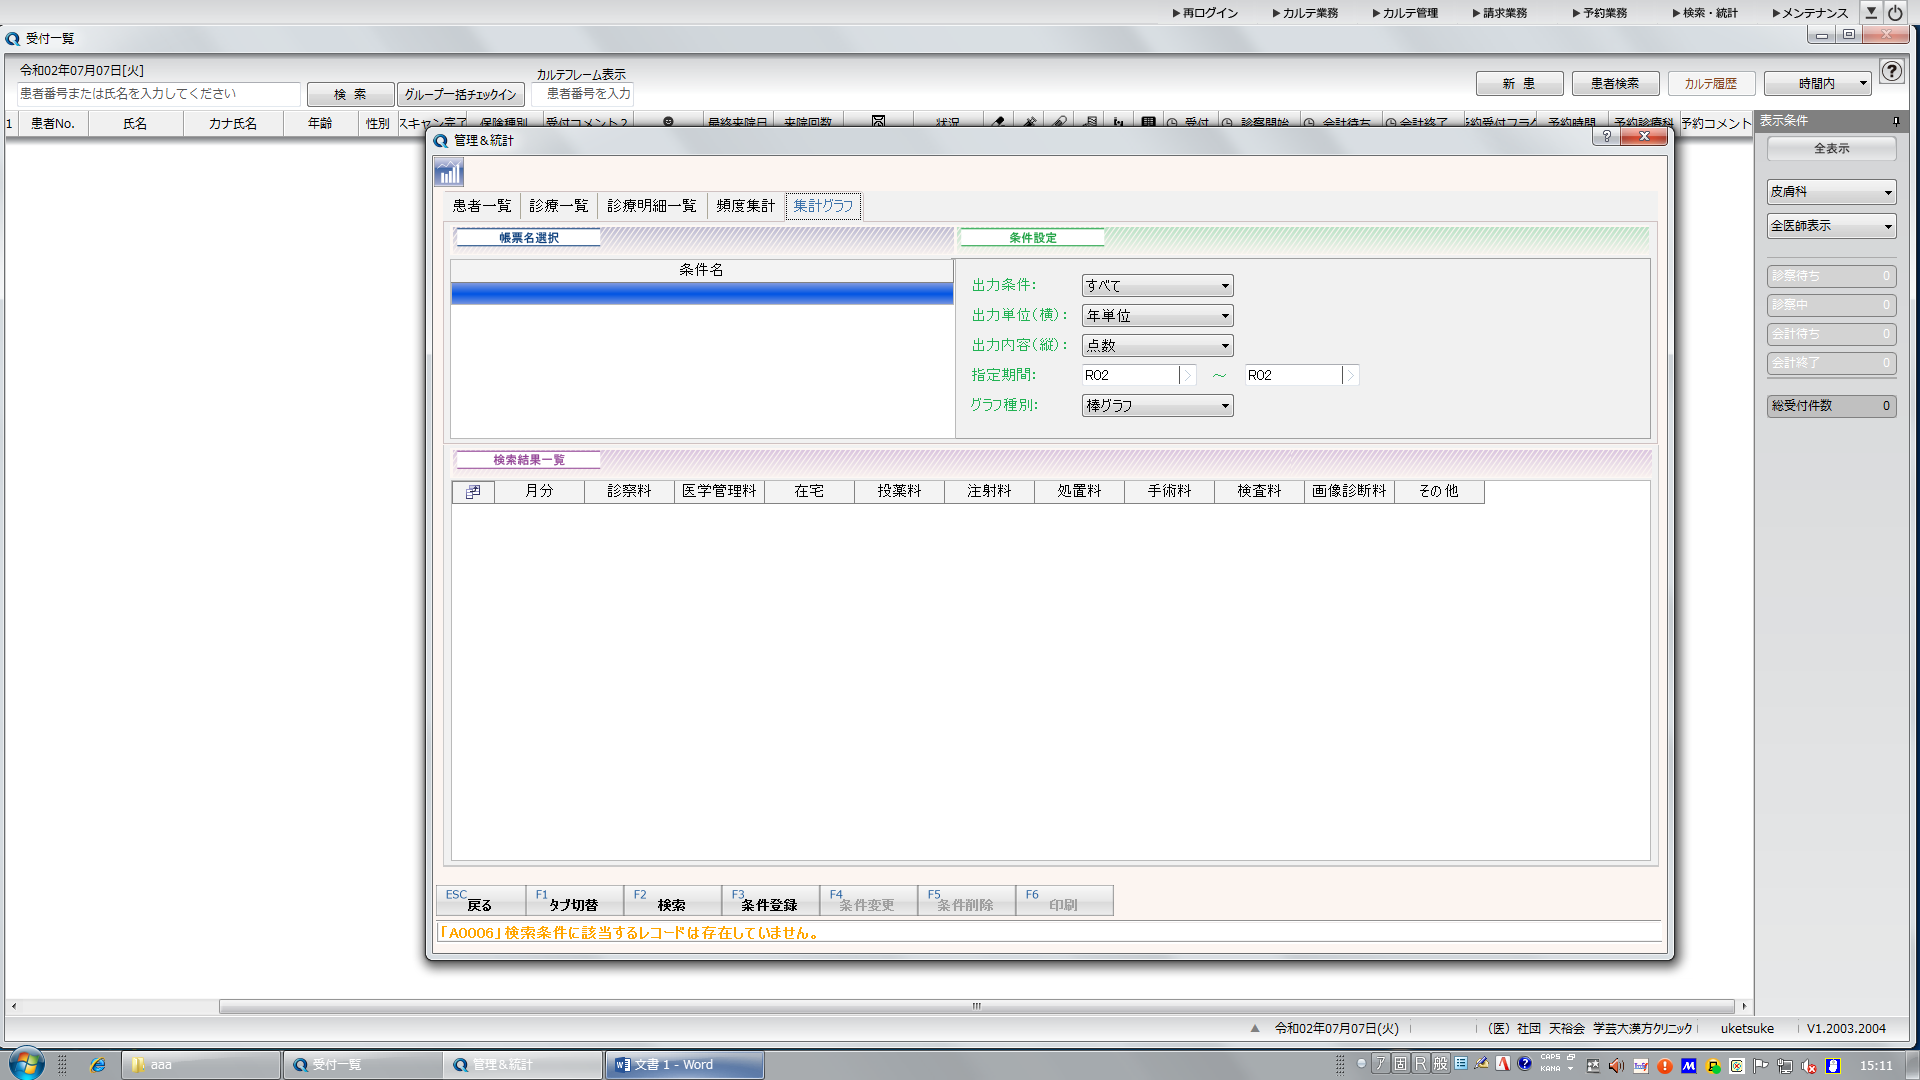 ▶再ログイン ▶カルテ業務 ▶カルテ管理 ▶請求業務 ▶予約業務 ▶検索・統計 ▶メンテナンス
受付一覧
令和02年07月07日[火]
カルテフレーム表示
患者番号または氏名を入力してください 検 索 グループ一括チェックイン 患者番号を入力 新 患 患者検索 カルテ履歴 時間内
1 患者No. 氏名 カナ氏名 年齢 性別 スキャン完了 保険種別 受付コメント2 最終来院日 来院回数 状況 受付 診察開始 会計待ち 会計終了 予約受付フラグ 予約時間 予約診療科 予約コメント
表示条件
全表示
皮膚科
全医師表示
診察待ち 0
診察中 0
会計待ち 0
会計終了 0
総受付件数 0
管理&統計
患者一覧 診療一覧 診療明細一覧 頻度集計 集計グラフ
帳票名選択 条件設定
条件名
出力条件: すべて
出力単位(横): 年単位
出力内容(縦): 点数
指定期間: R02 ～ R02
グラフ種別: 棒グラフ
検索結果一覧
月分 診察料 医学管理料 在宅 投薬料 注射料 処置料 手術料 検査料 画像診断料 その他
ESC 戻る F1 タブ切替 F2 検索 F3 条件登録 F4 条件変更 F5 条件削除 F6 印刷
「A0006」検索条件に該当するレコードは存在していません。
▲ 令和02年07月07日(火) (医)社団 天裕会 学芸大漢方クリニック uketsuke V1.2003.2004
aaa 受付一覧 管理&統計 文書 1 - Word ア 固 R 般 CAPS KANA 15:11